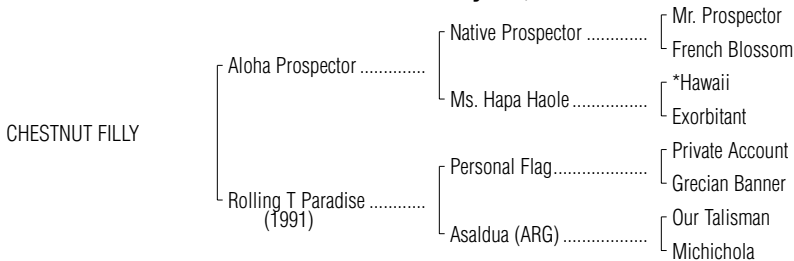 Mr. Prospector
Native Prospector .............
French Blossom
Aloha Prospector ..............
*Hawaii
Ms. Hapa Haole ................
Exorbitant
CHESTNUT FILLY
Private Account
Personal Flag....................
Grecian Banner
Rolling T Paradise ............
(1991)
Our Talisman
Asaldua (ARG) ..................
Michichola